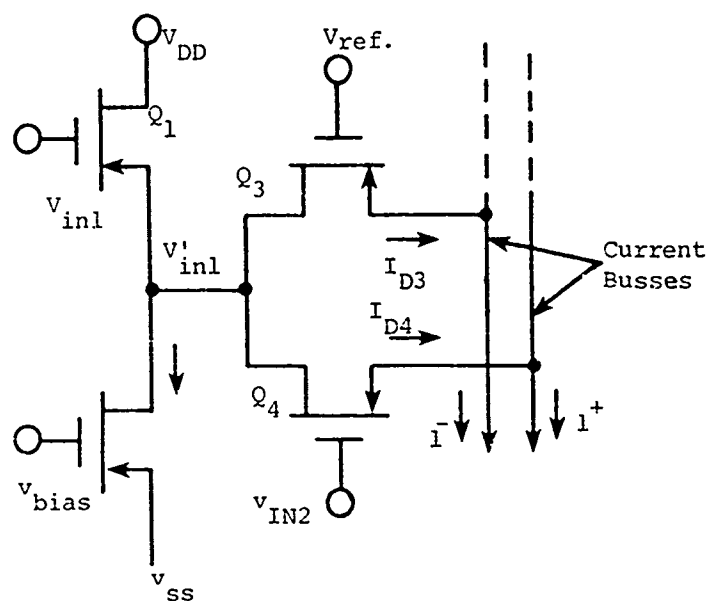 V_DD
V_ref.
Q_1
V_in1
Q_3
V'_in1
I_D3
Current
Busses
I_D4
Q_4
I^-
I^+
v_bias
v_IN2
v_ss